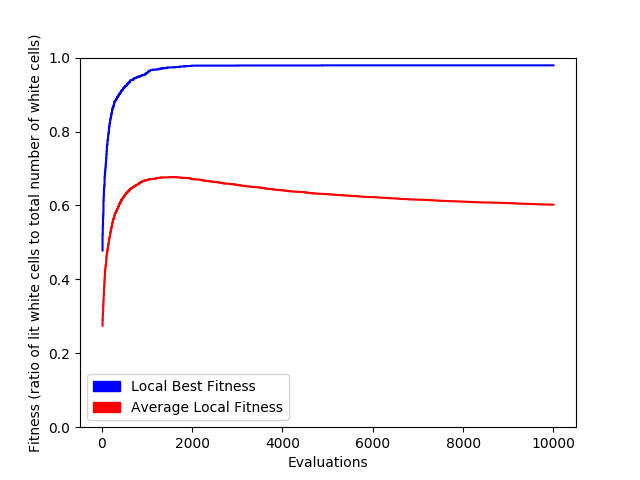 Fitness (ratio of lit white cells to total number of white cells)
1.0
0.8
0.6
0.4
0.2
0.0
Local Best Fitness
Average Local Fitness
0 2000 4000 6000 8000 10000
Evaluations